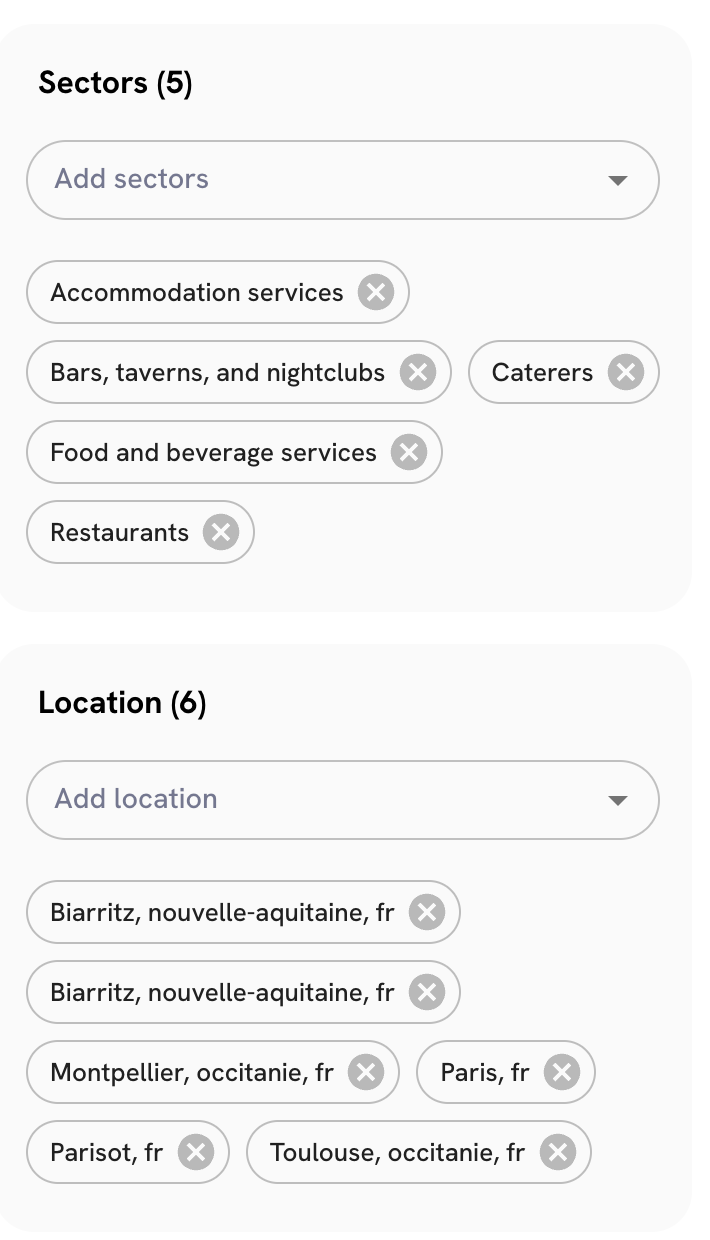 Sectors (5)
Add sectors
Accommodation services
Bars, taverns, and nightclubs Caterers
Food and beverage services
Restaurants
Location (6)
Add location
Biarritz, nouvelle-aquitaine, fr
Biarritz, nouvelle-aquitaine, fr
Montpellier, occitanie, fr Paris, fr
Parisot, fr Toulouse, occitanie, fr